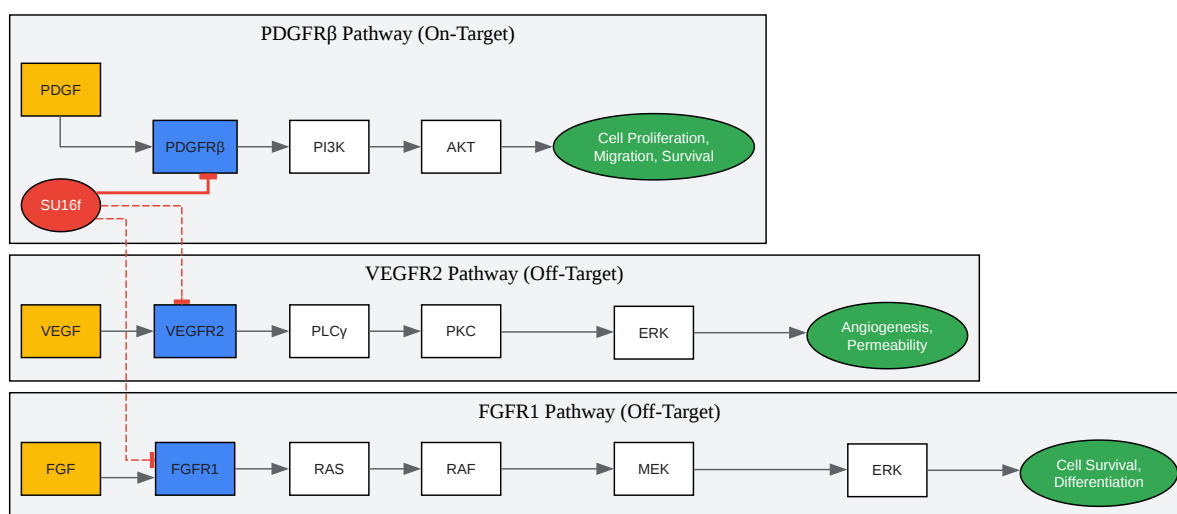 PDGFRβ Pathway (On-Target)
PDGF
PDGFRβ
PI3K
AKT
Cell Proliferation,
Migration, Survival
SU16f
VEGFR2 Pathway (Off-Target)
VEGF
VEGFR2
PLCγ
PKC
ERK
Angiogenesis,
Permeability
FGFR1 Pathway (Off-Target)
FGF
FGFR1
RAS
RAF
MEK
ERK
Cell Survival,
Differentiation